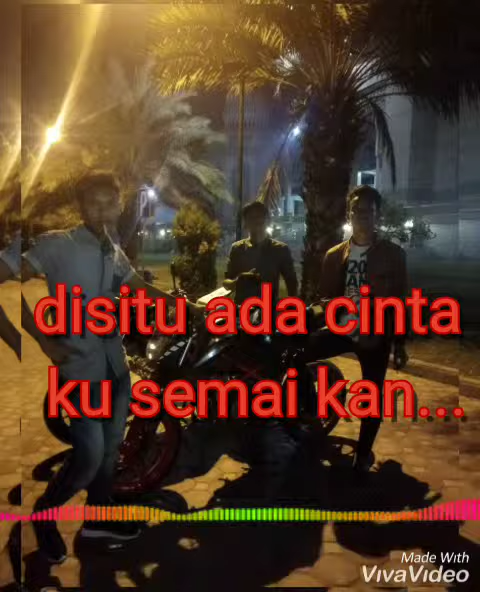 disitu ada cinta
ku semai kan...
Made With
VivaVideo